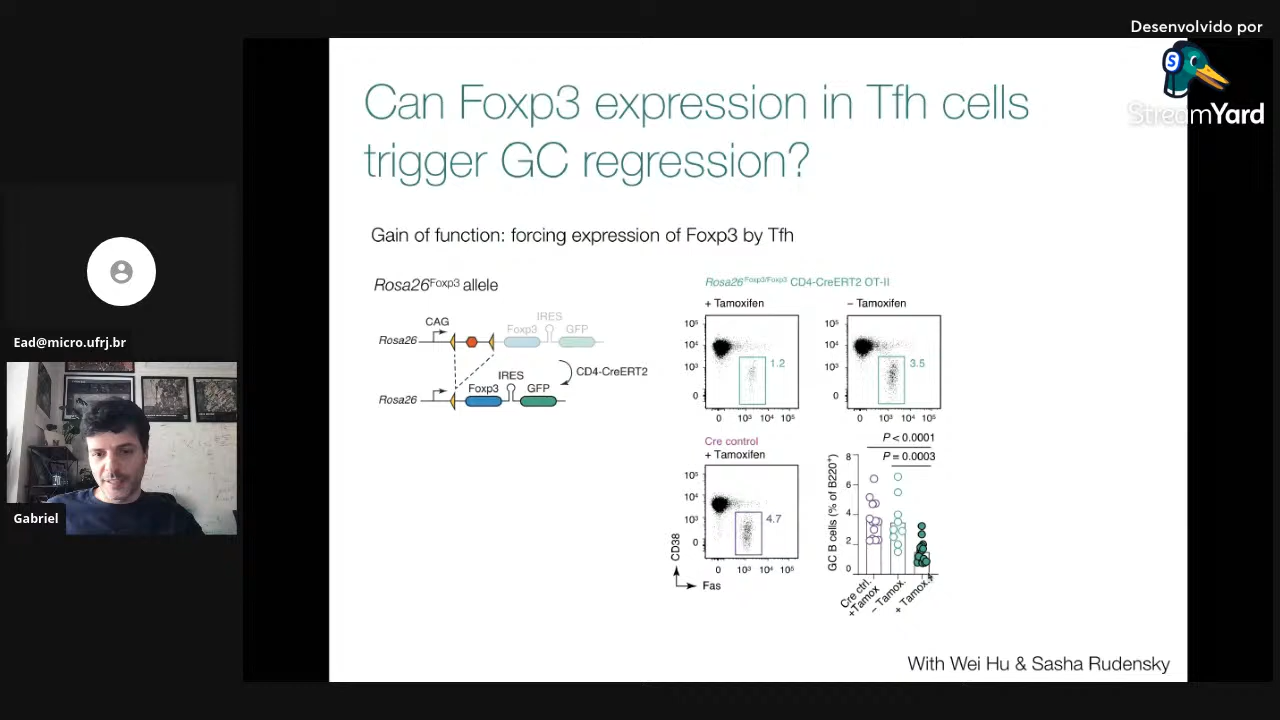 Desenvolvido por
StreamYard
Can Foxp3 expression in Tfh cells
trigger GC regression?
Gain of function: forcing expression of Foxp3 by Tfh
Rosa26Foxp3 allele
CAG
IRES
Rosa26
Foxp3
GFP
CD4-CreERT2
IRES
Rosa26
Foxp3
GFP
Rosa26Foxp3/Foxp3 CD4-CreERT2 OT-II
+ Tamoxifen
10⁵
10⁴
10³
0
1.2
0 10³ 10⁴ 10⁵
– Tamoxifen
10⁵
10⁴
10³
0
3.5
0 10³ 10⁴ 10⁵
Cre control
+ Tamoxifen
10⁵
10⁴
10³
0
4.7
0 10³ 10⁴ 10⁵
CD38
Fas
P < 0.0001
P = 0.0003
GC B cells (% of B220⁺)
8
6
4
2
0
Cre ctrl.
+Tamox
– Tamox.
+ Tamox.
With Wei Hu & Sasha Rudensky
Ead@micro.ufrj.br
Gabriel